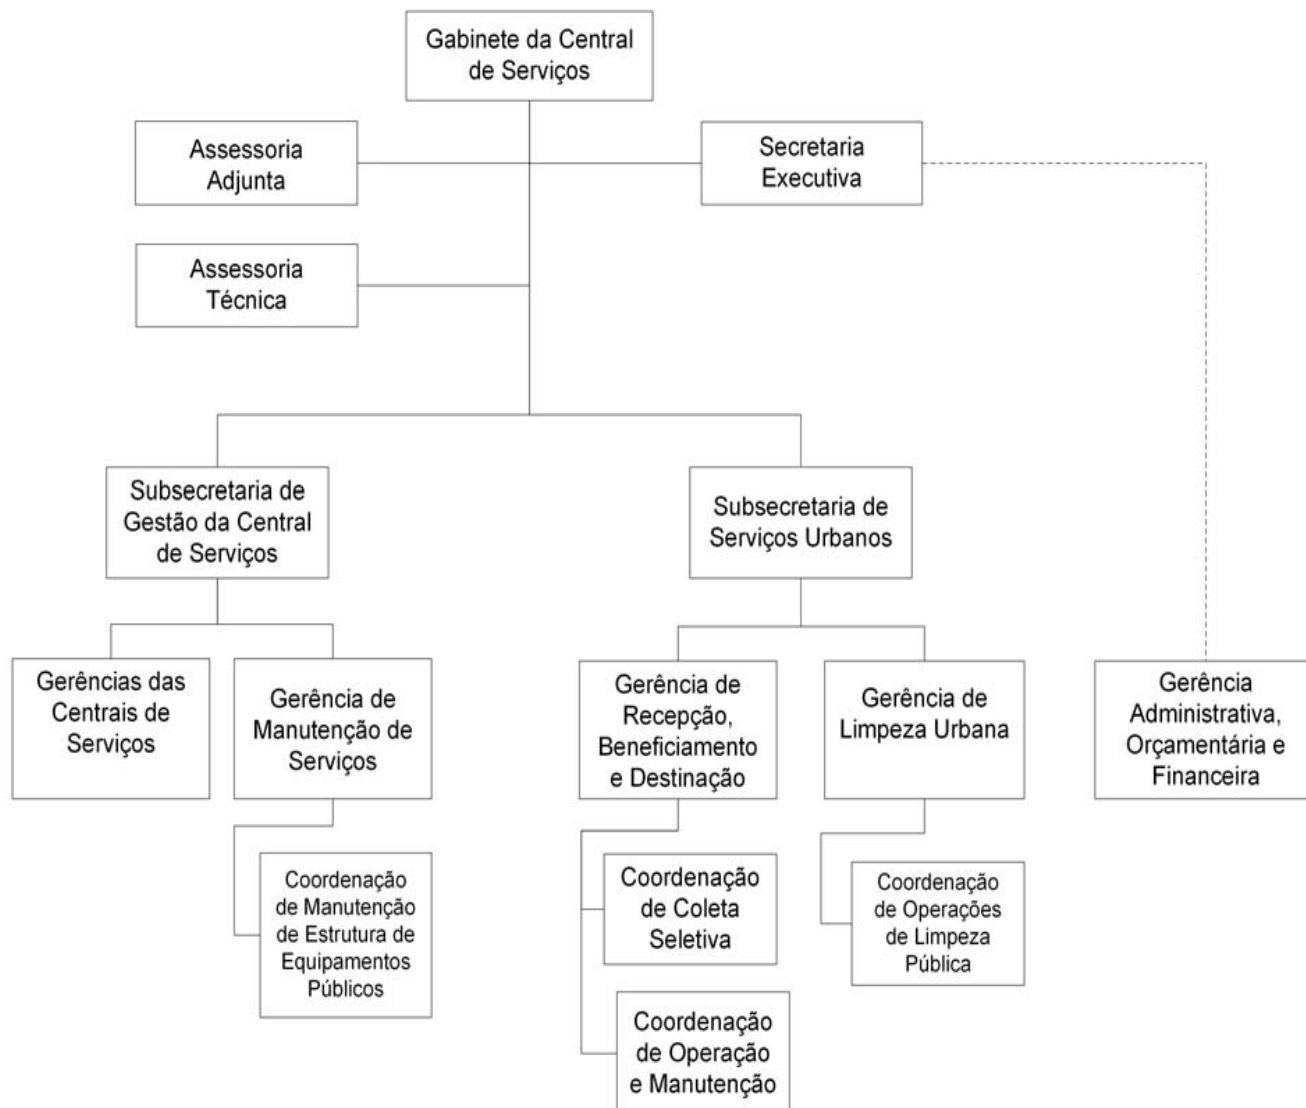 Gabinete da Central
de Serviços
Assessoria
Adjunta
Secretaria
Executiva
Assessoria
Técnica
Subsecretaria de
Gestão da Central
de Serviços
Subsecretaria de
Serviços Urbanos
Gerências das
Centrais de
Serviços
Gerência de
Manutenção de
Serviços
Gerência de
Recepção,
Beneficiamento
e Destinação
Gerência de
Limpeza Urbana
Gerência
Administrativa,
Orçamentária e
Financeira
Coordenação
de Manutenção
de Estrutura de
Equipamentos
Públicos
Coordenação
de Coleta
Seletiva
Coordenação
de Operações
de Limpeza
Pública
Coordenação
de Operação
e Manutenção